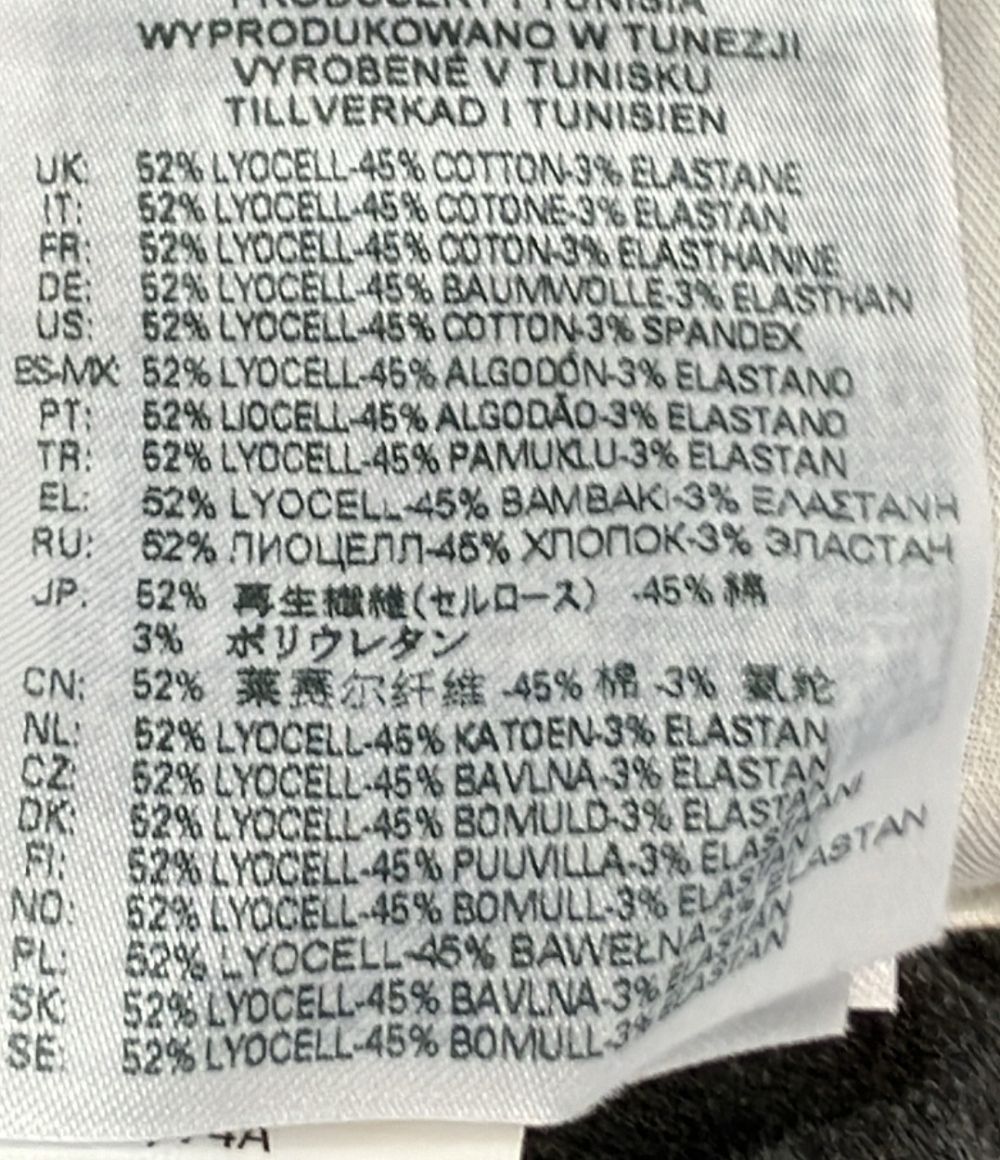 PRODUCERT I TUNISIA
WYPRODUKOWANO W TUNEZJI
VYROBENÉ V TUNISKU
TILLVERKAD I TUNISIEN
UK: 52% LYOCELL-45% COTTON-3% ELASTANE
IT: 52% LYOCELL-45% COTONE-3% ELASTAN
FR: 52% LYOCELL-45% COTON-3% ELASTHANNE
DE: 52% LYOCELL-45% BAUMWOLLE-3% ELASTHAN
US: 52% LYOCELL-45% COTTON-3% SPANDEX
ES-MX: 52% LYOCELL-45% ALGODÓN-3% ELASTANO
PT: 52% LIOCELL-45% ALGODÃO-3% ELASTANO
TR: 52% LYOCELL-45% PAMUKLU-3% ELASTAN
EL: 52% LYOCELL-45% BAMBAKI-3% ΕΛΑΣΤΑΝΗ
RU: 52% ЛИОЦЕЛЛ-45% ХЛОПОК-3% ЭЛАСТАН
JP: 52% 再生繊維(セルロース) -45% 綿
3% ポリウレタン
CN: 52% 莱赛尔纤维 -45% 棉 -3% 氨纶
NL: 52% LYOCELL-45% KATOEN-3% ELASTAN
CZ: 52% LYOCELL-45% BAVLNA-3% ELASTAN
DK: 52% LYOCELL-45% BOMULD-3% ELASTAAN
FI: 52% LYOCELL-45% PUUVILLA-3% ELASTAN
NO: 52% LYOCELL-45% BOMULL-3% ELASTAN
PL: 52% LYOCELL-45% BAWEŁNA-3% ELASTAN
SK: 52% LYOCELL-45% BAVLNA-3% ELASTAN
SE: 52% LYOCELL-45% BOMULL-3% ELASTAN